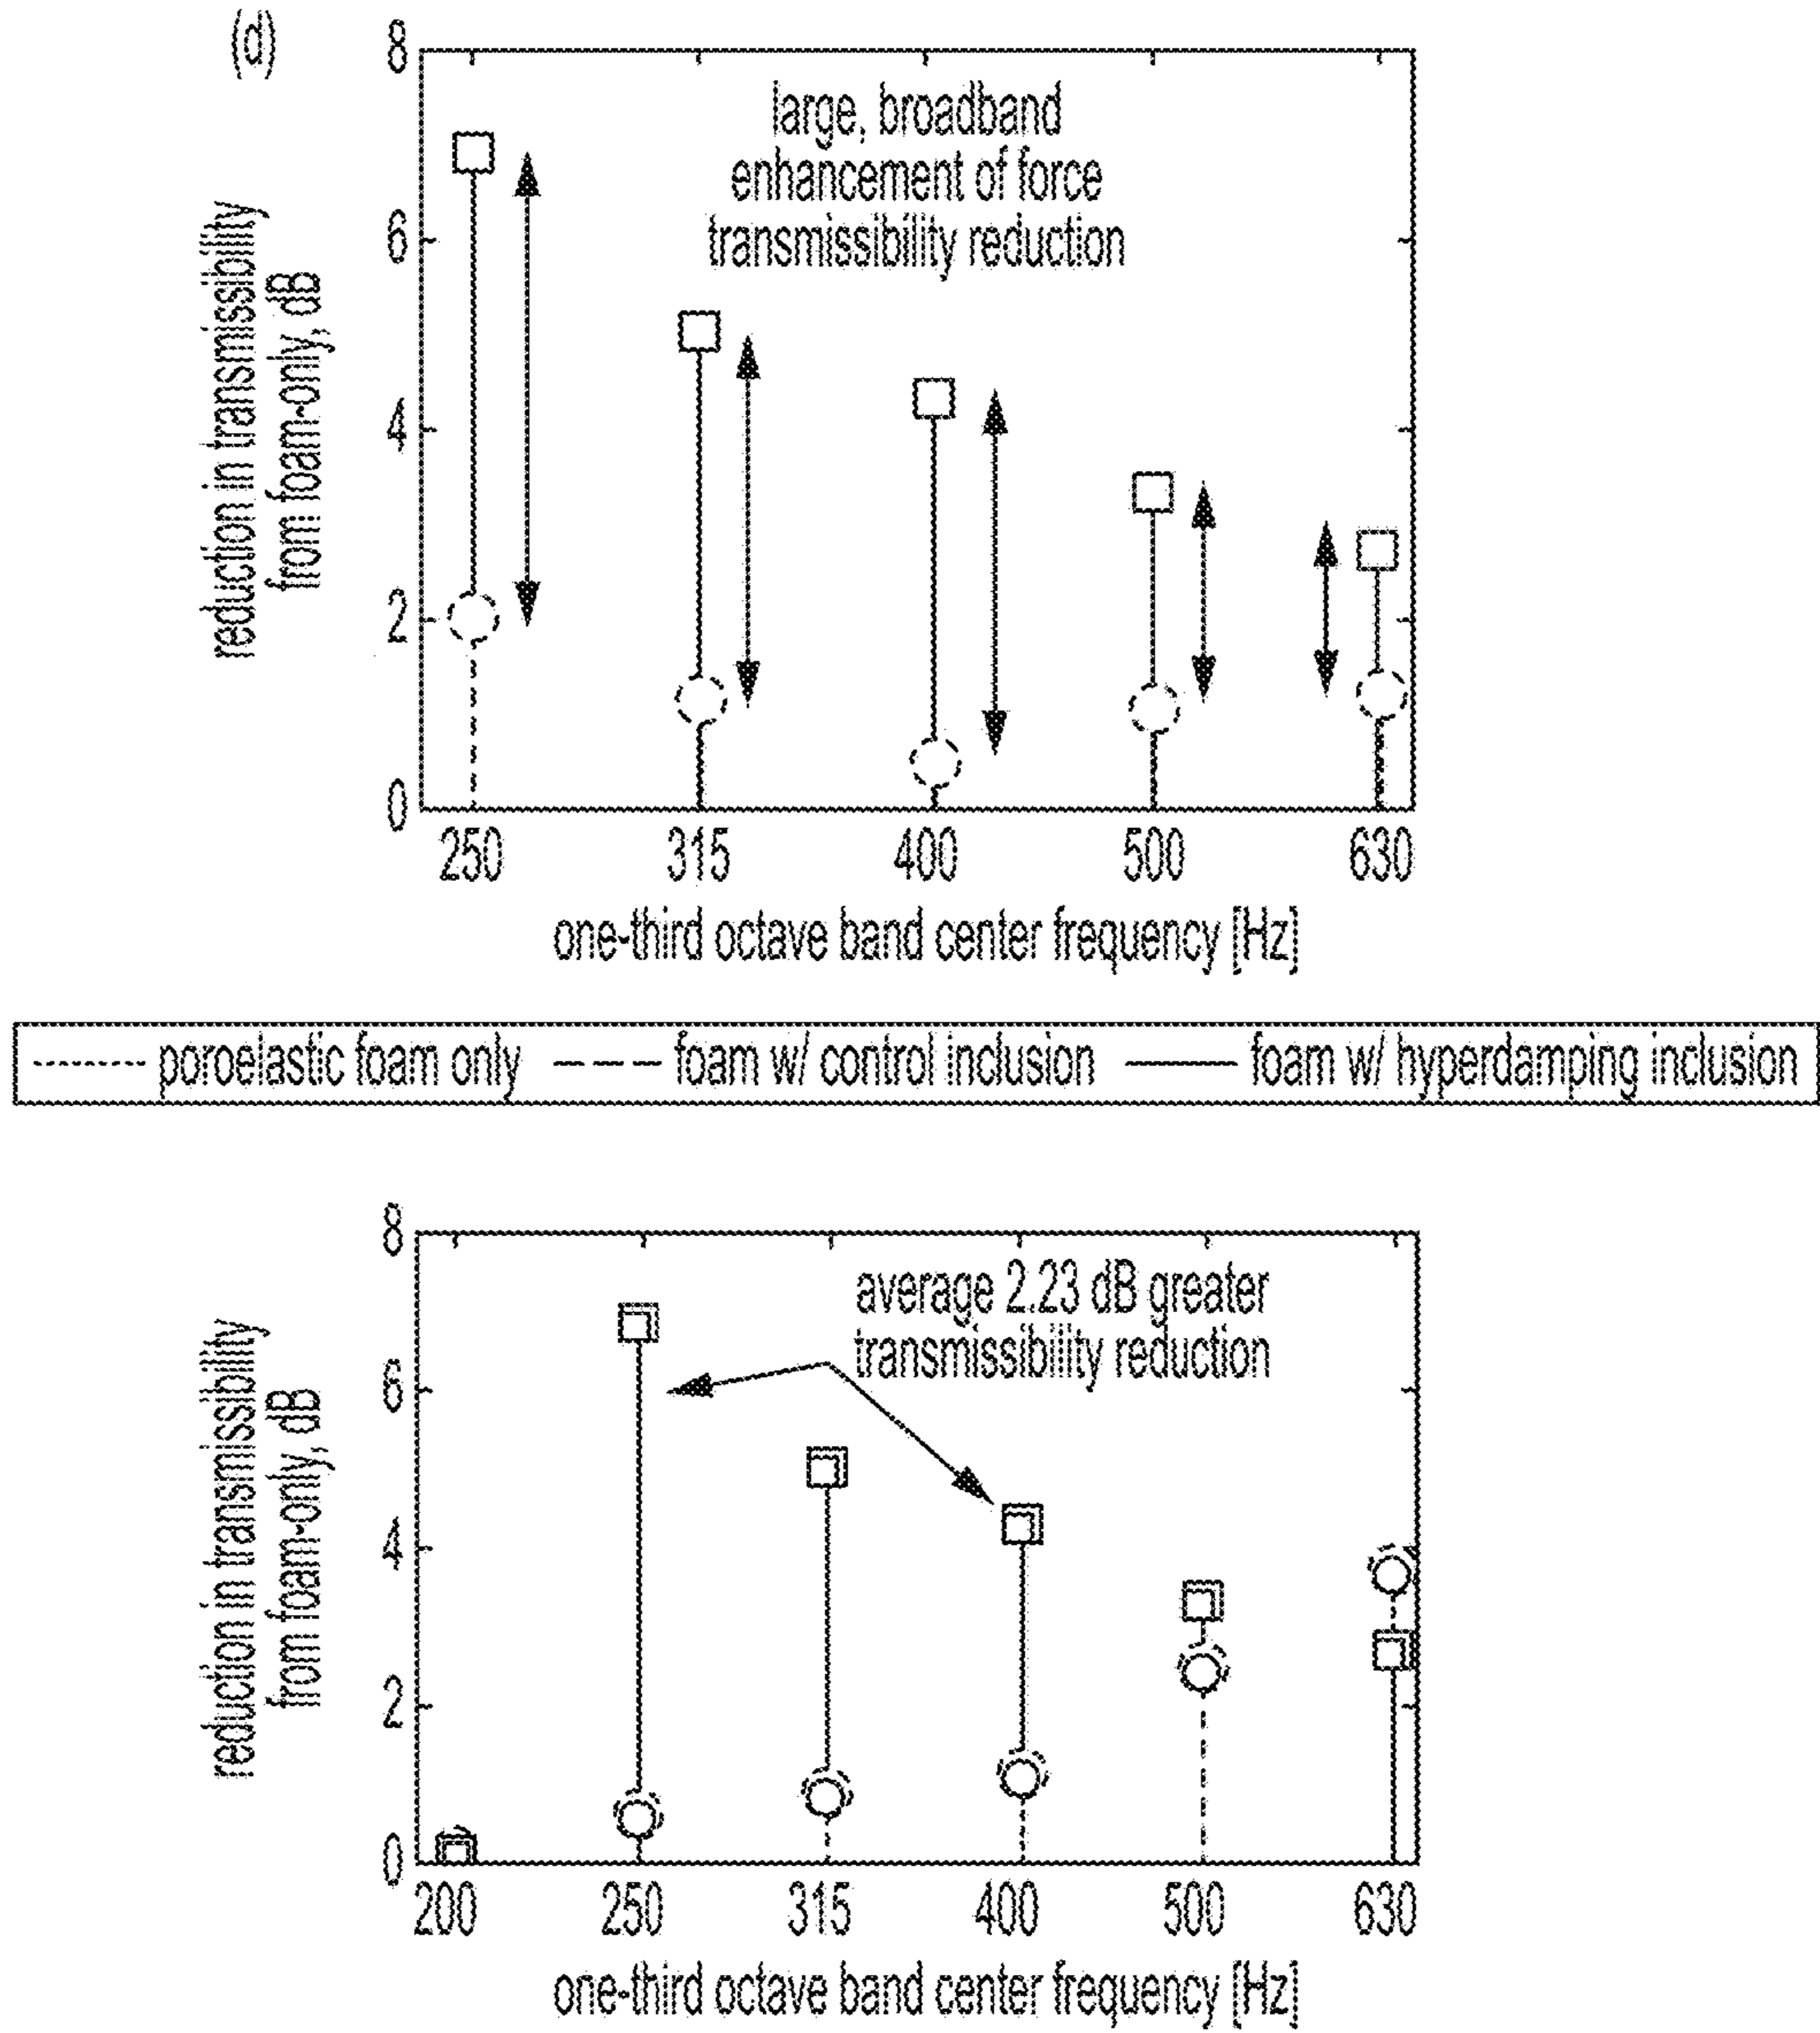 (d)
8
6
4
2
0
reduction in transmissibility
from foam-only, dB
large, broadband
enhancement of force
transmissibility reduction
250 315 400 500 630
one-third octave band center frequency [Hz]
poroelastic foam only foam w/ control inclusion foam w/ hyperdamping inclusion
8
6
4
2
0
reduction in transmissibility
from foam-only, dB
average 2.23 dB greater
transmissibility reduction
200 250 315 400 500 630
one-third octave band center frequency [Hz]